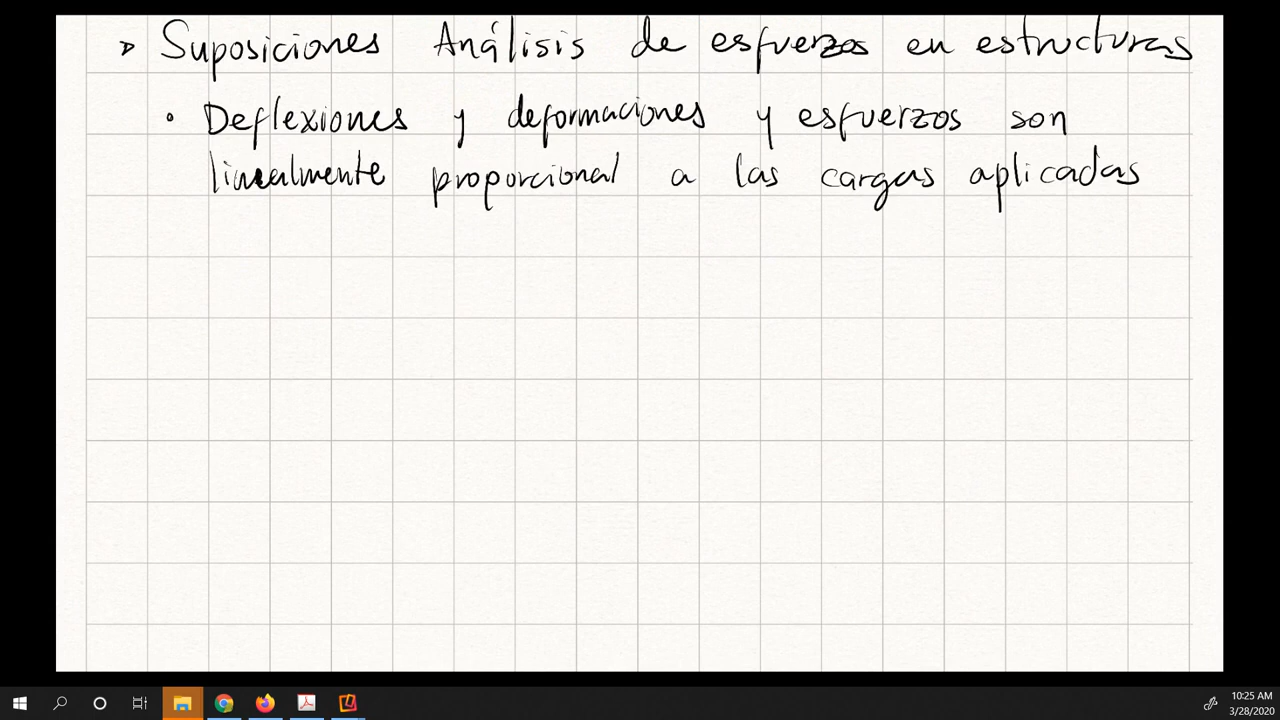 Suposiciones Análisis de esfuerzos en estructuras
• Deflexiones y deformaciones y esfuerzos son
linealmente proporcional a las cargas aplicadas
10:25 AM
3/28/2020